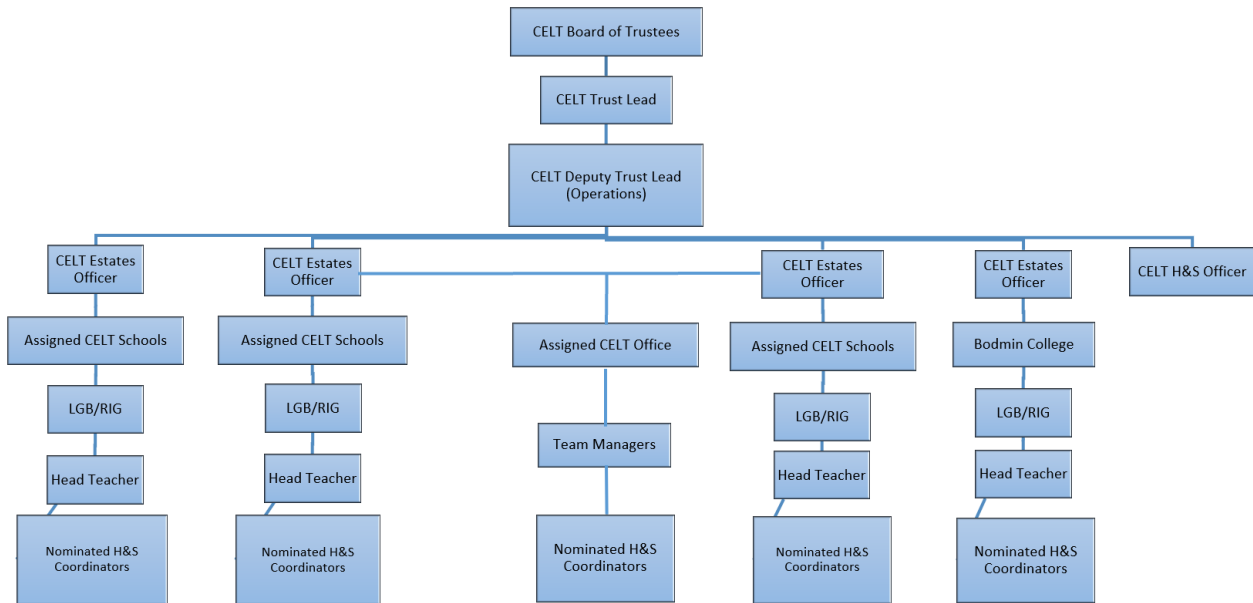 CELT Board of Trustees
CELT Trust Lead
CELT Deputy Trust Lead
(Operations)
CELT Estates
Officer
CELT Estates
Officer
CELT Estates
Officer
CELT Estates
Officer
CELT H&S Officer
Assigned CELT Schools
Assigned CELT Schools
Assigned CELT Office
Assigned CELT Schools
Bodmin College
LGB/RIG
LGB/RIG
LGB/RIG
LGB/RIG
Team Managers
Head Teacher
Head Teacher
Head Teacher
Head Teacher
Nominated H&S
Coordinators
Nominated H&S
Coordinators
Nominated H&S
Coordinators
Nominated H&S
Coordinators
Nominated H&S
Coordinators